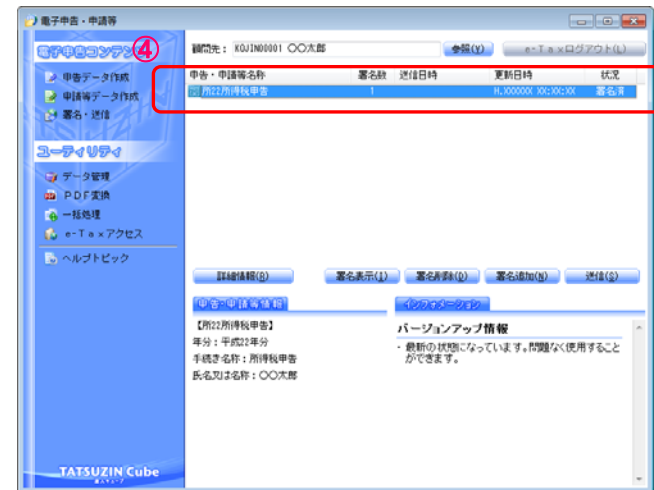 電子申告・申請等
電子申告コンテンツ
④
顧問先： KOJIN00001 〇〇太郎
参照(V)
e-Taxログアウト(L)
申告データ作成
申請等データ作成
署名・送信
申告・申請等名称 署名数 送信日時 更新日時 状況
所22所得税申告 1 H.XXXXXX XX:XX:XX 署名済
ユーティリティ
データ管理
PDF変換
一括処理
e-Taxアクセス
ヘルプトピック
詳細情報(R) 署名表示(I) 署名削除(D) 署名追加(N) 送信(S)
申告・申請等情報
インフォメーション
【所22所得税申告】
年分：平成22年分
手続き名称：所得税申告
氏名又は名称：〇〇太郎
バージョンアップ情報
・最新の状態になっています。問題なく使用すること
ができます。
TATSUZIN Cube